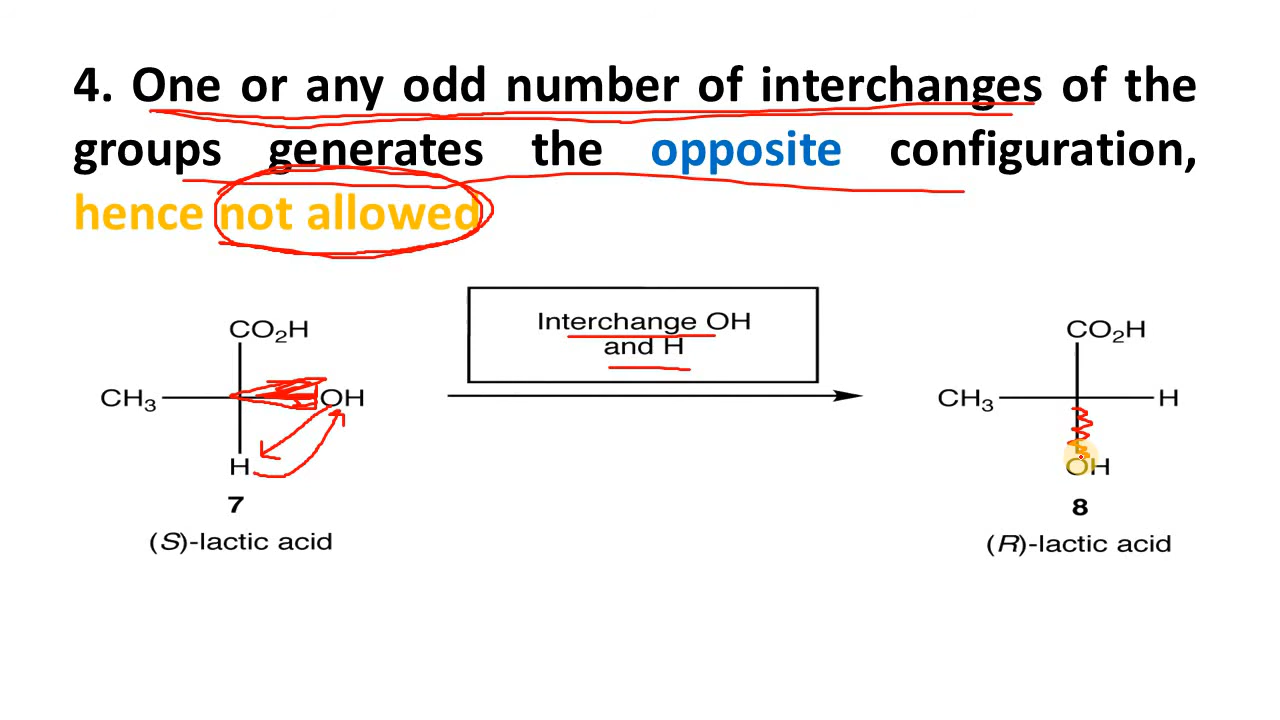 4. One or any odd number of interchanges of the
groups generates the opposite configuration,
hence not allowed
CO₂H
CH₃
OH
H
7
(S)-lactic acid
Interchange OH
and H
CO₂H
CH₃
H
OH
8
(R)-lactic acid